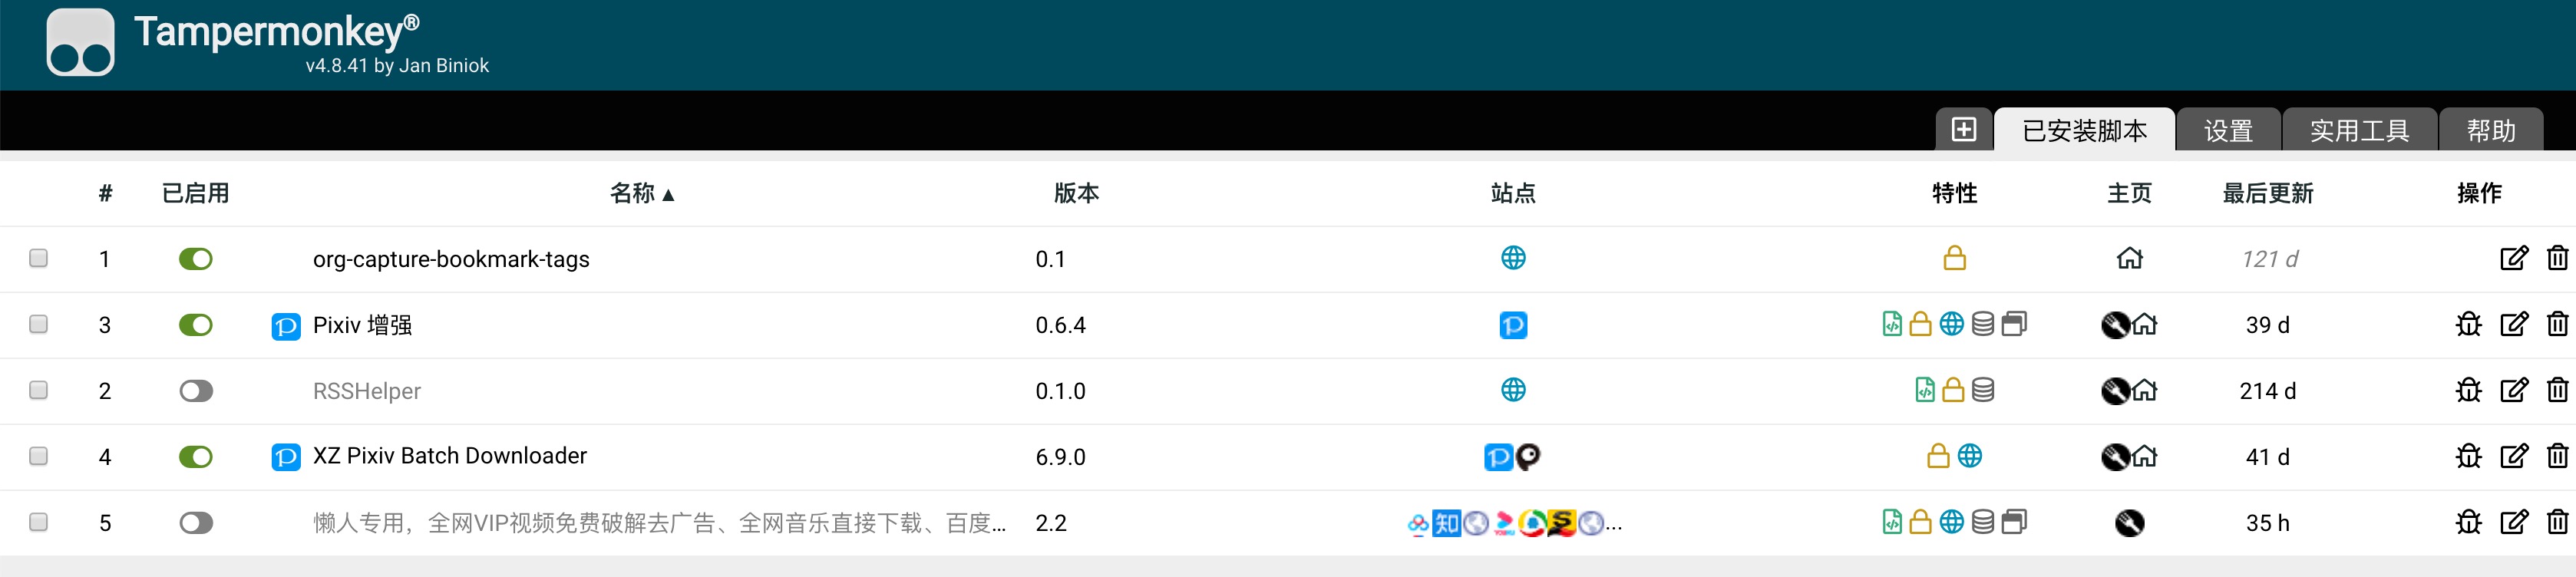 Tampermonkey®
v4.8.41 by Jan Biniok
已安装脚本 设置 实用工具 帮助
# 已启用 名称 ▲ 版本 站点 特性 主页 最后更新 操作
1 org-capture-bookmark-tags 0.1 121 d
3 Pixiv 增强 0.6.4 39 d
2 RSSHelper 0.1.0 214 d
4 XZ Pixiv Batch Downloader 6.9.0 41 d
5 懒人专用，全网VIP视频免费破解去广告、全网音乐直接下载、百度... 2.2 知 ... 35 h